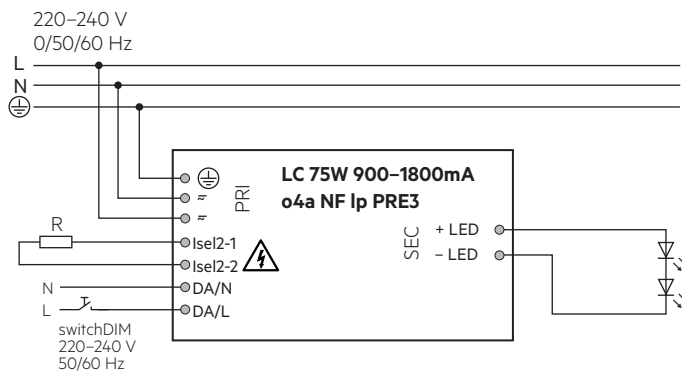 220–240 V
0/50/60 Hz
L
N
LC 75W 900–1800mA
o4a NF lp PRE3
PRI
R
Isel2-1
Isel2-2
N
DA/N
L
DA/L
switchDIM
220–240 V
50/60 Hz
SEC
+ LED
– LED